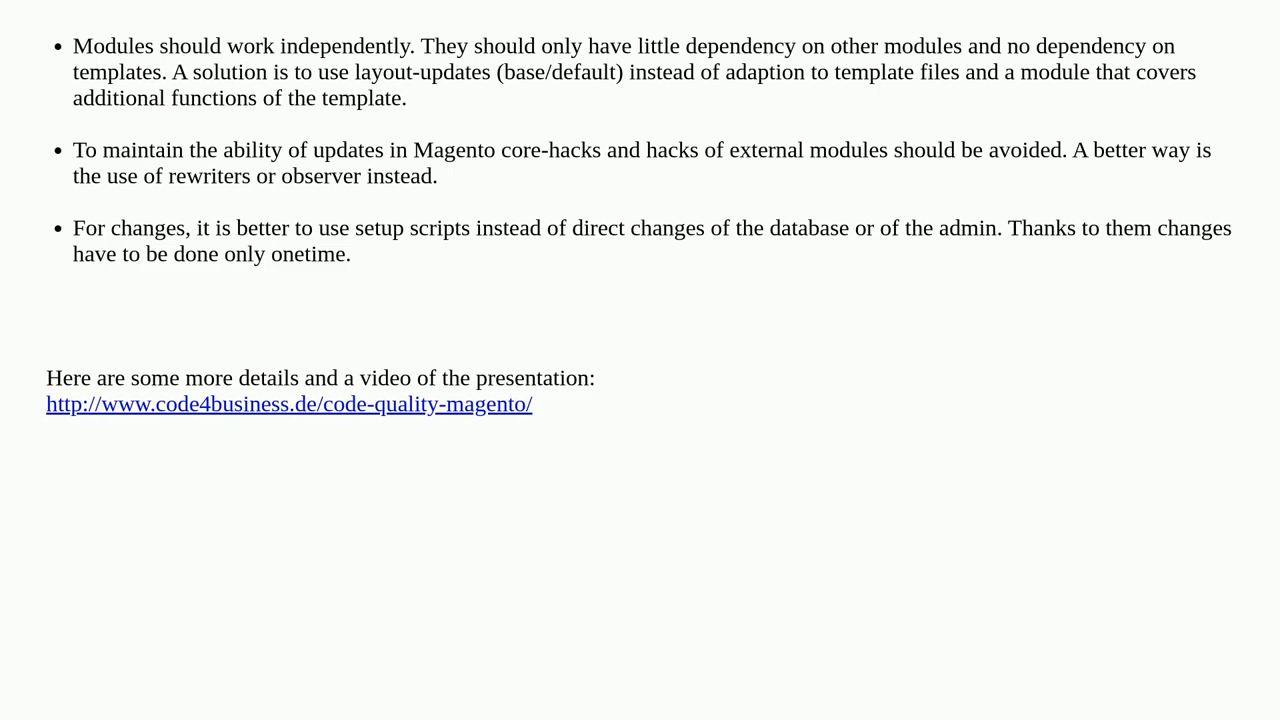 • Modules should work independently. They should only have little dependency on other modules and no dependency on
templates. A solution is to use layout-updates (base/default) instead of adaption to template files and a module that covers
additional functions of the template.
• To maintain the ability of updates in Magento core-hacks and hacks of external modules should be avoided. A better way is
the use of rewriters or observer instead.
• For changes, it is better to use setup scripts instead of direct changes of the database or of the admin. Thanks to them changes
have to be done only onetime.
Here are some more details and a video of the presentation:
http://www.code4business.de/code-quality-magento/